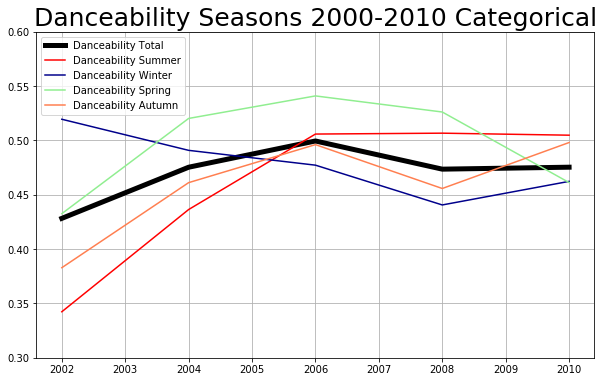 Danceability Seasons 2000-2010 Categorical
0.60
0.55
0.50
0.45
0.40
0.35
0.30
Danceability Total
Danceability Summer
Danceability Winter
Danceability Spring
Danceability Autumn
2002 2003 2004 2005 2006 2007 2008 2009 2010